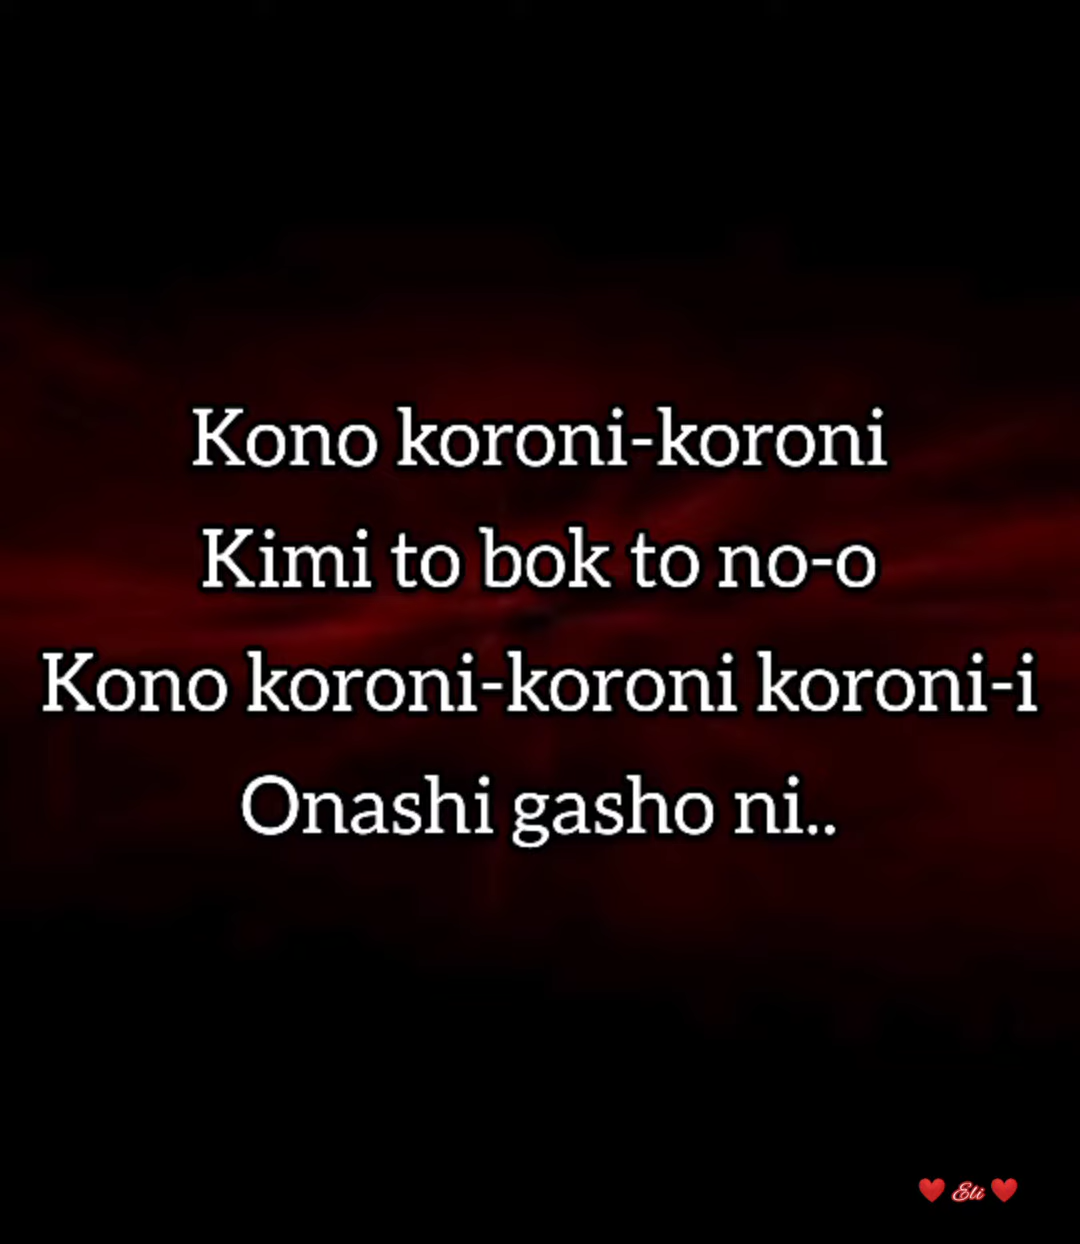 Kono koroni-koroni
Kimi to bok to no-o
Kono koroni-koroni koroni-i
Onashi gasho ni..
❤️ Eli ❤️